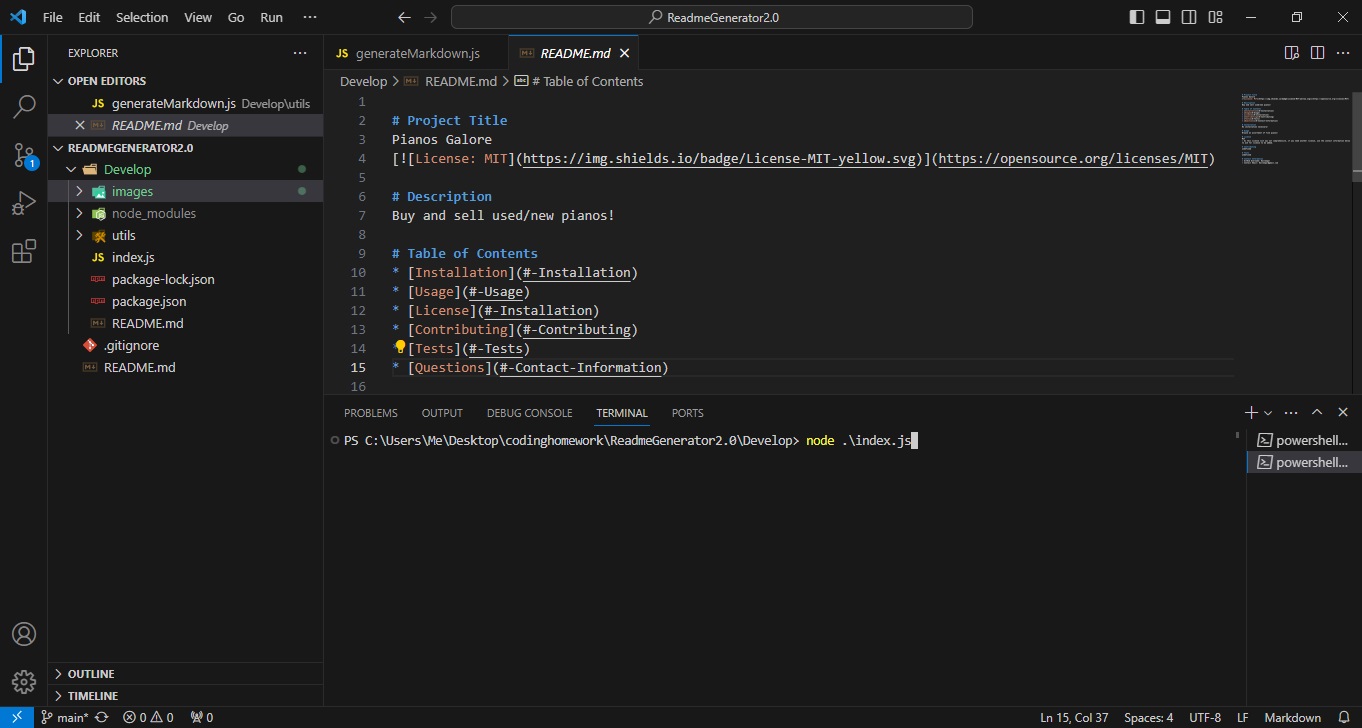 File Edit Selection View Go Run ···
ReadmeGenerator2.0
EXPLORER
OPEN EDITORS
JS generateMarkdown.js Develop\utils
README.md Develop
READMEGENERATOR2.0
Develop
images
node_modules
utils
JS index.js
package-lock.json
package.json
README.md
.gitignore
README.md
OUTLINE
TIMELINE
1
JS generateMarkdown.js
README.md
Develop > README.md > # Table of Contents
1
2 # Project Title
3 Pianos Galore
4 [![License: MIT](https://img.shields.io/badge/License-MIT-yellow.svg)](https://opensource.org/licenses/MIT)
5
6 # Description
7 Buy and sell used/new pianos!
8
9 # Table of Contents
10 * [Installation](#-Installation)
11 * [Usage](#-Usage)
12 * [License](#-Installation)
13 * [Contributing](#-Contributing)
14 [Tests](#-Tests)
15 * [Questions](#-Contact-Information)
16
PROBLEMS OUTPUT DEBUG CONSOLE TERMINAL PORTS
PS C:\Users\Me\Desktop\codinghomework\ReadmeGenerator2.0\Develop> node .\index.js
powershell...
powershell...
main* 0 0 0
Ln 15, Col 37 Spaces: 4 UTF-8 LF Markdown